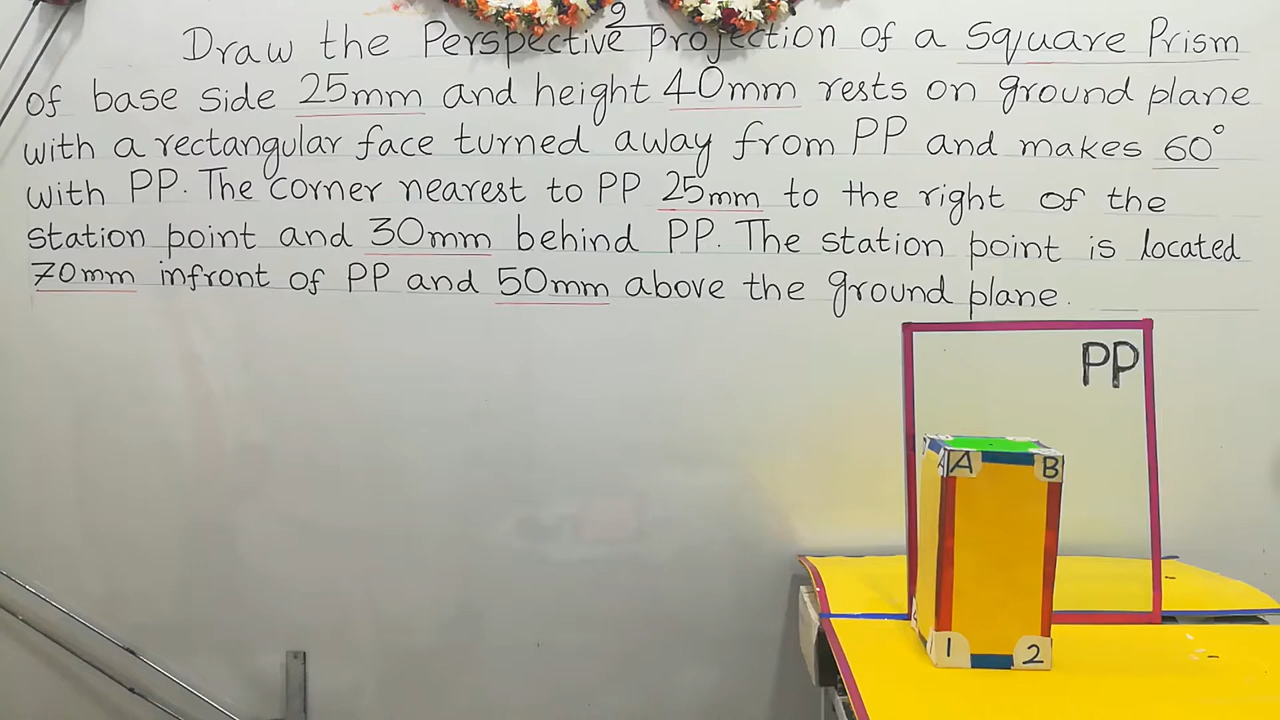 9
Draw the Perspective projection of a Square Prism
of base side 25mm and height 40mm rests on ground plane
with a rectangular face turned away from PP and makes 60°
with PP. The corner nearest to PP 25mm to the right of the
station point and 30mm behind PP. The station point is located
70mm infront of PP and 50mm above the ground plane.
PP
A B
1 2